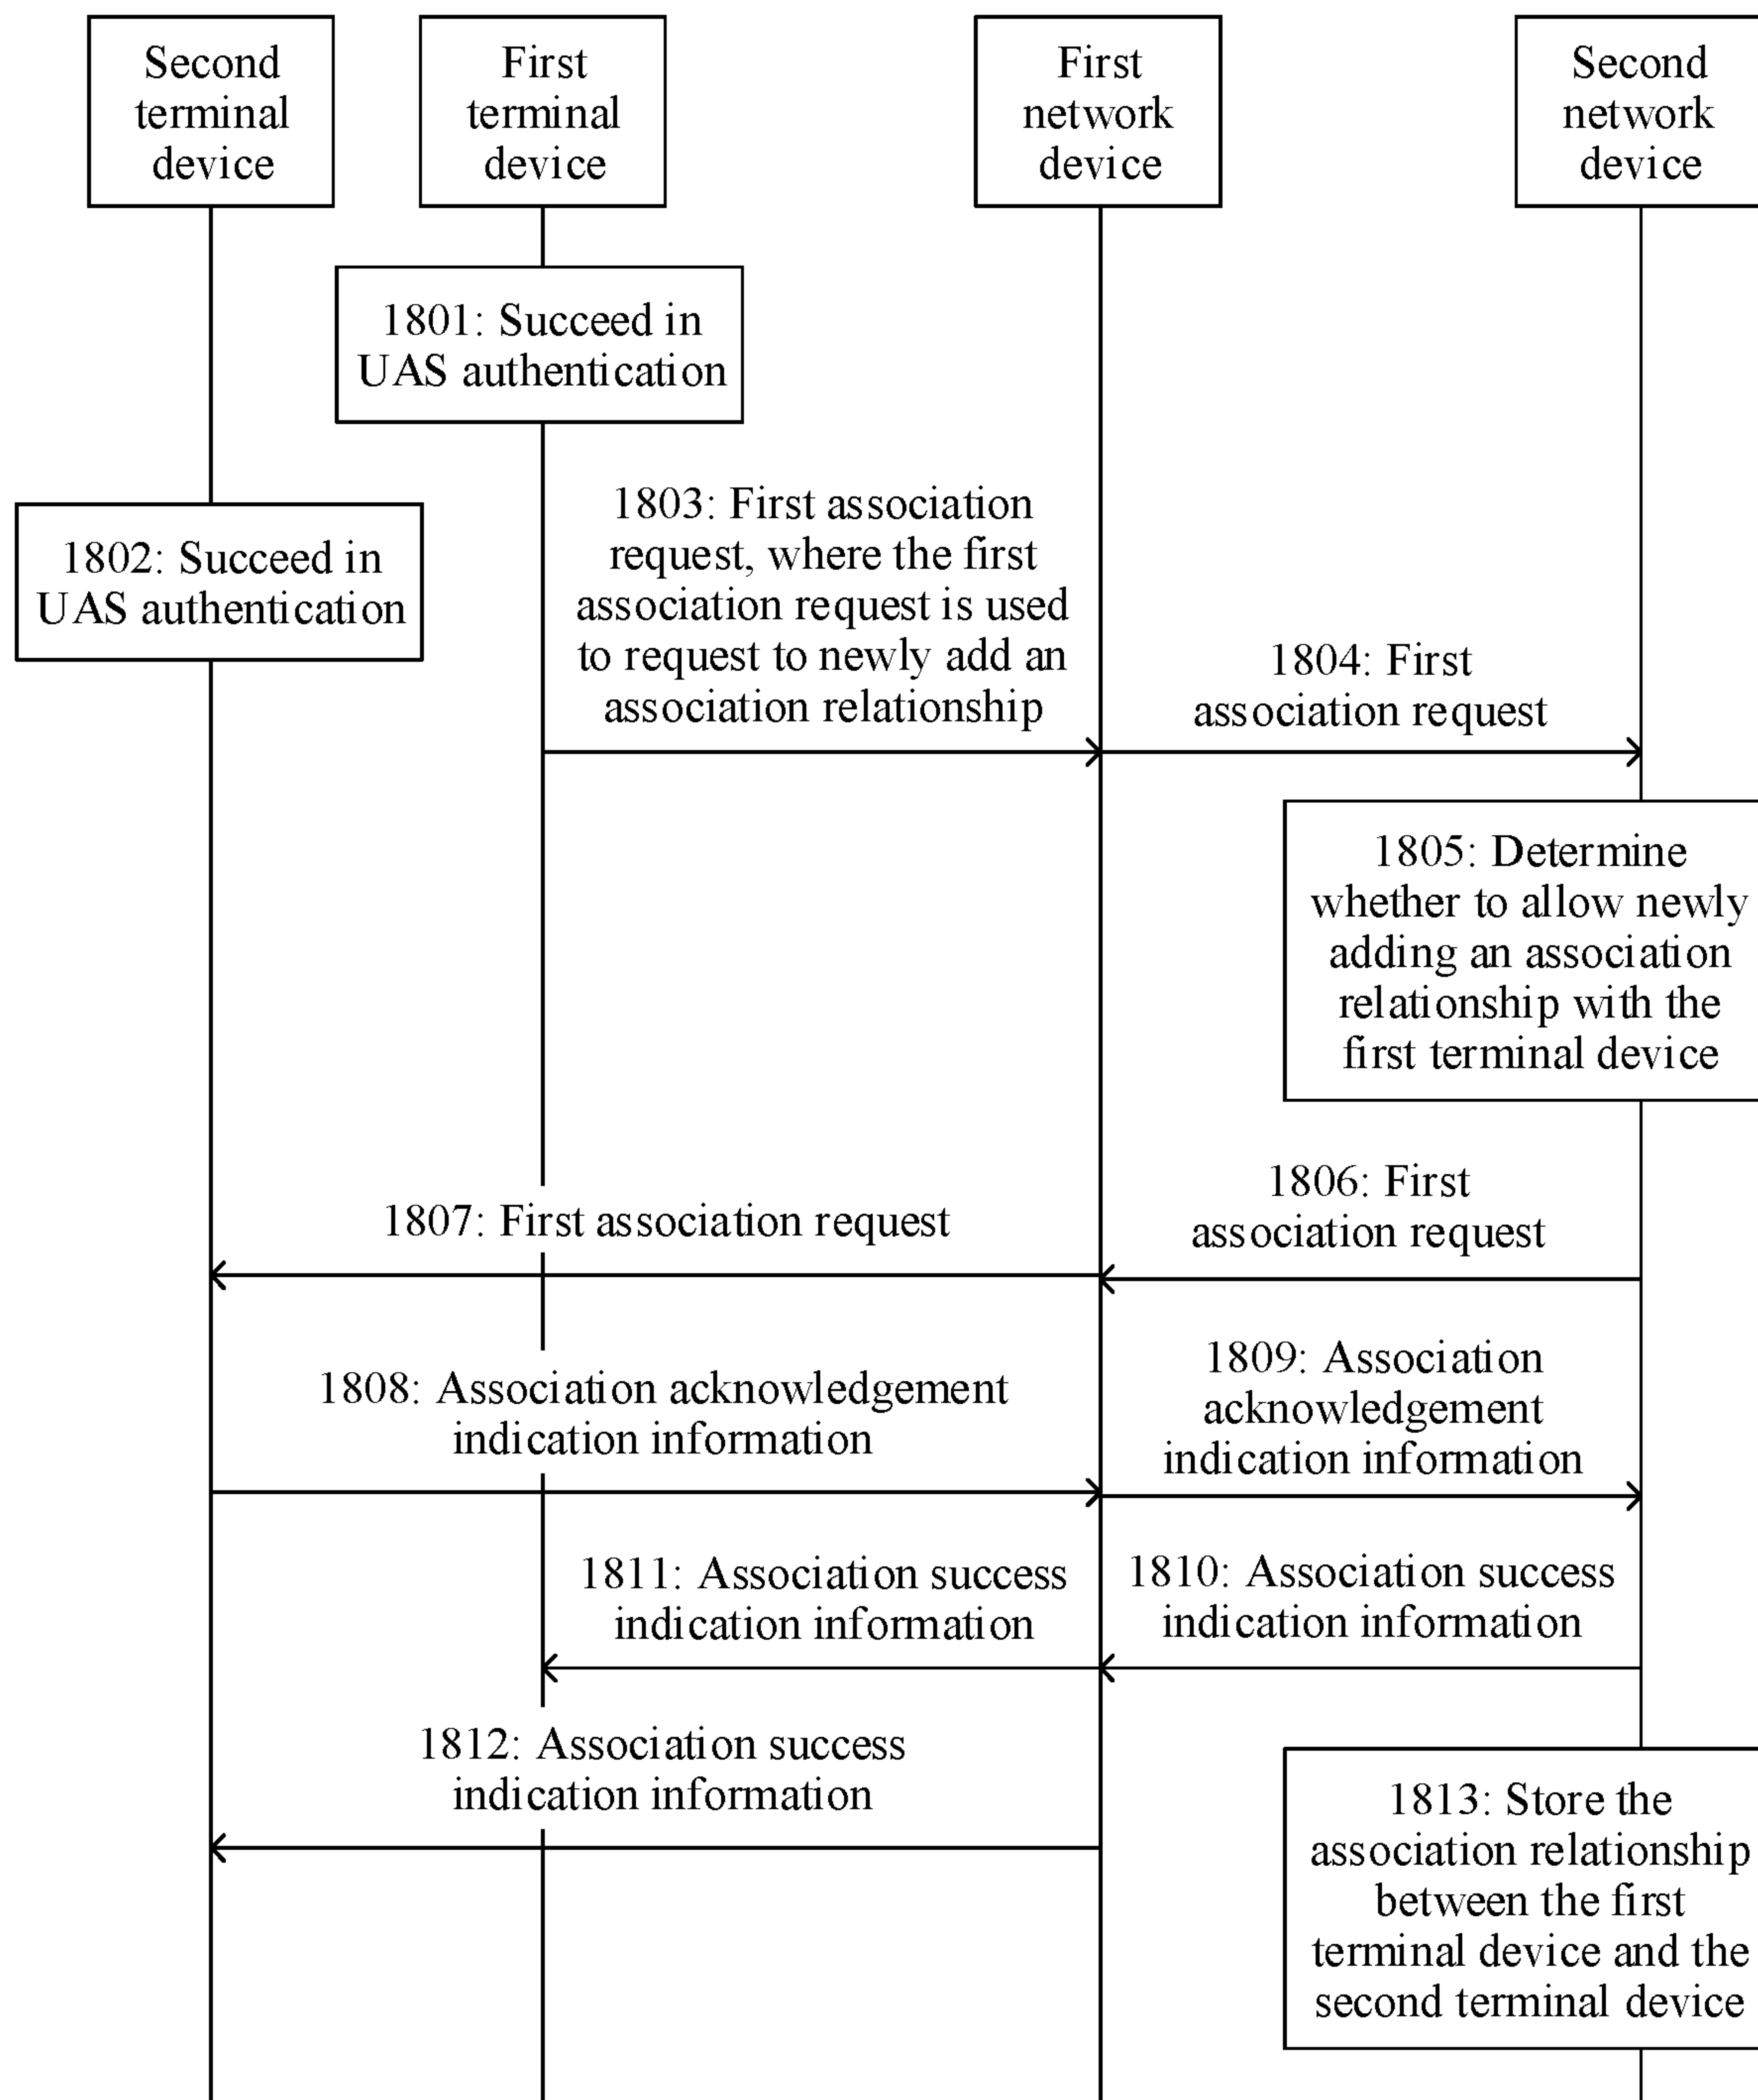 Second
terminal
device
First
terminal
device
First
network
device
Second
network
device
1801: Succeed in
UAS authentication
1802: Succeed in
UAS authentication
1803: First association
request, where the first
association request is used
to request to newly add an
association relationship
1804: First
association request
1805: Determine
whether to allow newly
adding an association
relationship with the
first terminal device
1806: First
association request
1807: First association request
1808: Association acknowledgement
indication information
1809: Association
acknowledgement
indication information
1811: Association success
indication information
1810: Association success
indication information
1812: Association success
indication information
1813: Store the
association relationship
between the first
terminal device and the
second terminal device